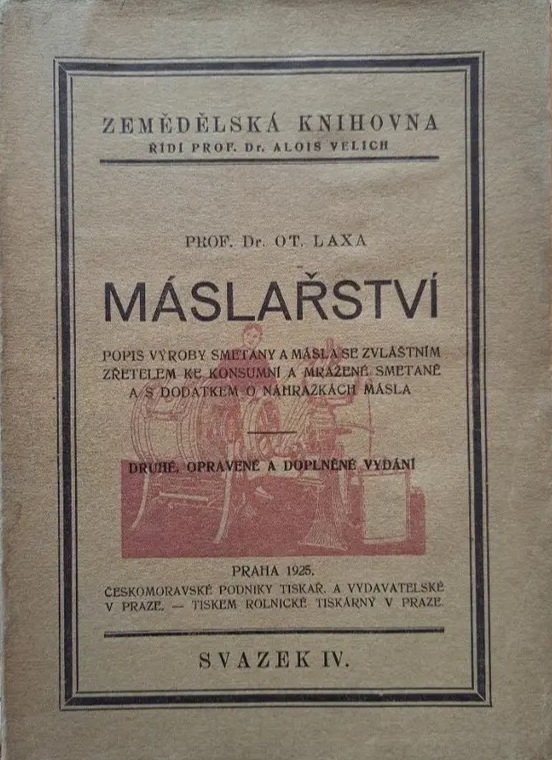 ZEMĚDĚLSKÁ KNIHOVNA
ŘÍDÍ PROF. Dr. ALOIS VELICH
PROF. Dr. OT. LAXA
MÁSLAŘSTVÍ
POPIS VÝROBY SMETANY A MÁSLA SE ZVLÁŠTNÍM
ZŘETELEM KE KONSUMNÍ A MRAŽENÉ SMETANĚ
A S DODATKEM O NÁHRAŽKÁCH MÁSLA
DRUHÉ, OPRAVENÉ A DOPLNĚNÉ VYDÁNÍ
PRAHA 1925.
ČESKOMORAVSKÉ PODNIKY TISKAŘ. A VYDAVATELSKÉ
V PRAZE. — TISKEM ROLNICKÉ TISKÁRNY V PRAZE.
SVAZEK IV.